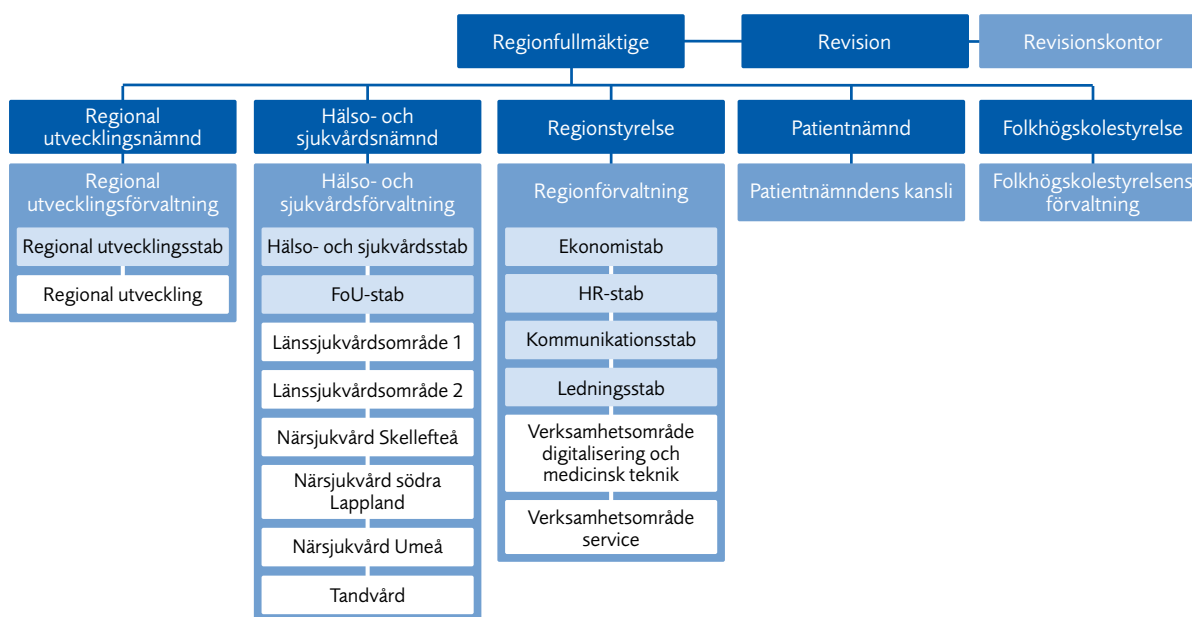 Regionfullmäktige
Revision
Revisionskontor
Regional
utvecklingsnämnd
Hälso- och
sjukvårdsnämnd
Regionstyrelse
Patientnämnd
Folkhögskolestyrelse
Regional
utvecklingsförvaltning
Regional utvecklingsstab
Regional utveckling
Hälso- och
sjukvårdsförvaltning
Hälso- och sjukvårdsstab
FoU-stab
Länssjukvårdsområde 1
Länssjukvårdsområde 2
Närsjukvård Skellefteå
Närsjukvård södra
Lappland
Närsjukvård Umeå
Tandvård
Regionförvaltning
Ekonomistab
HR-stab
Kommunikationsstab
Ledningsstab
Verksamhetsområde
digitalisering och
medicinsk teknik
Verksamhetsområde
service
Patientnämndens kansli
Folkhögskolestyrelsens
förvaltning